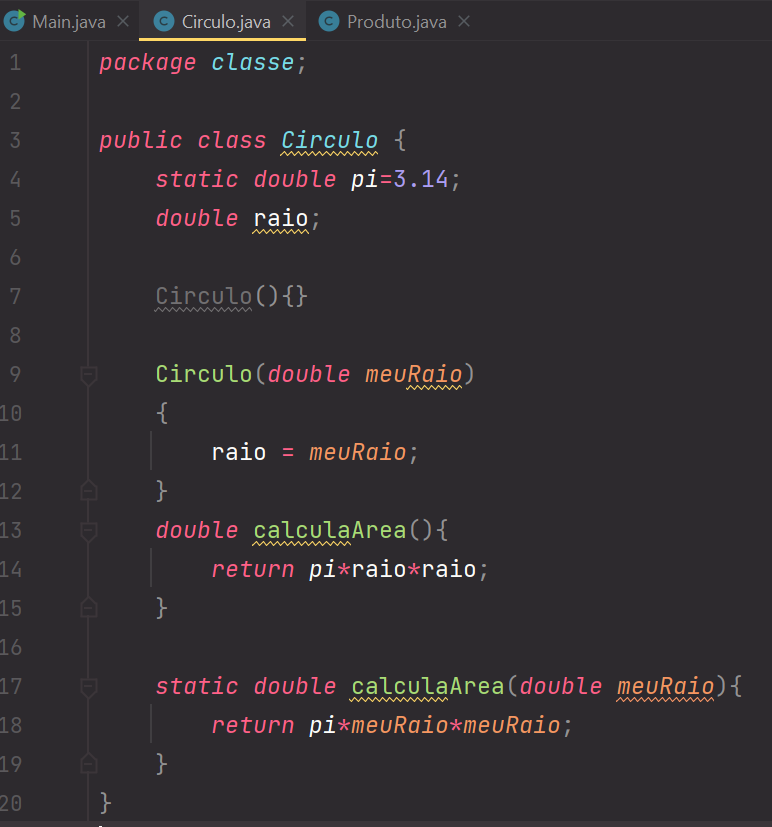 Main.java Circulo.java Produto.java
1 package classe;
2
3 public class Circulo {
4 static double pi=3.14;
5 double raio;
6
7 Circulo(){}
8
9 Circulo(double meuRaio)
10 {
11 raio = meuRaio;
12 }
13 double calculaArea(){
14 return pi*raio*raio;
15 }
16
17 static double calculaArea(double meuRaio){
18 return pi*meuRaio*meuRaio;
19 }
20 }